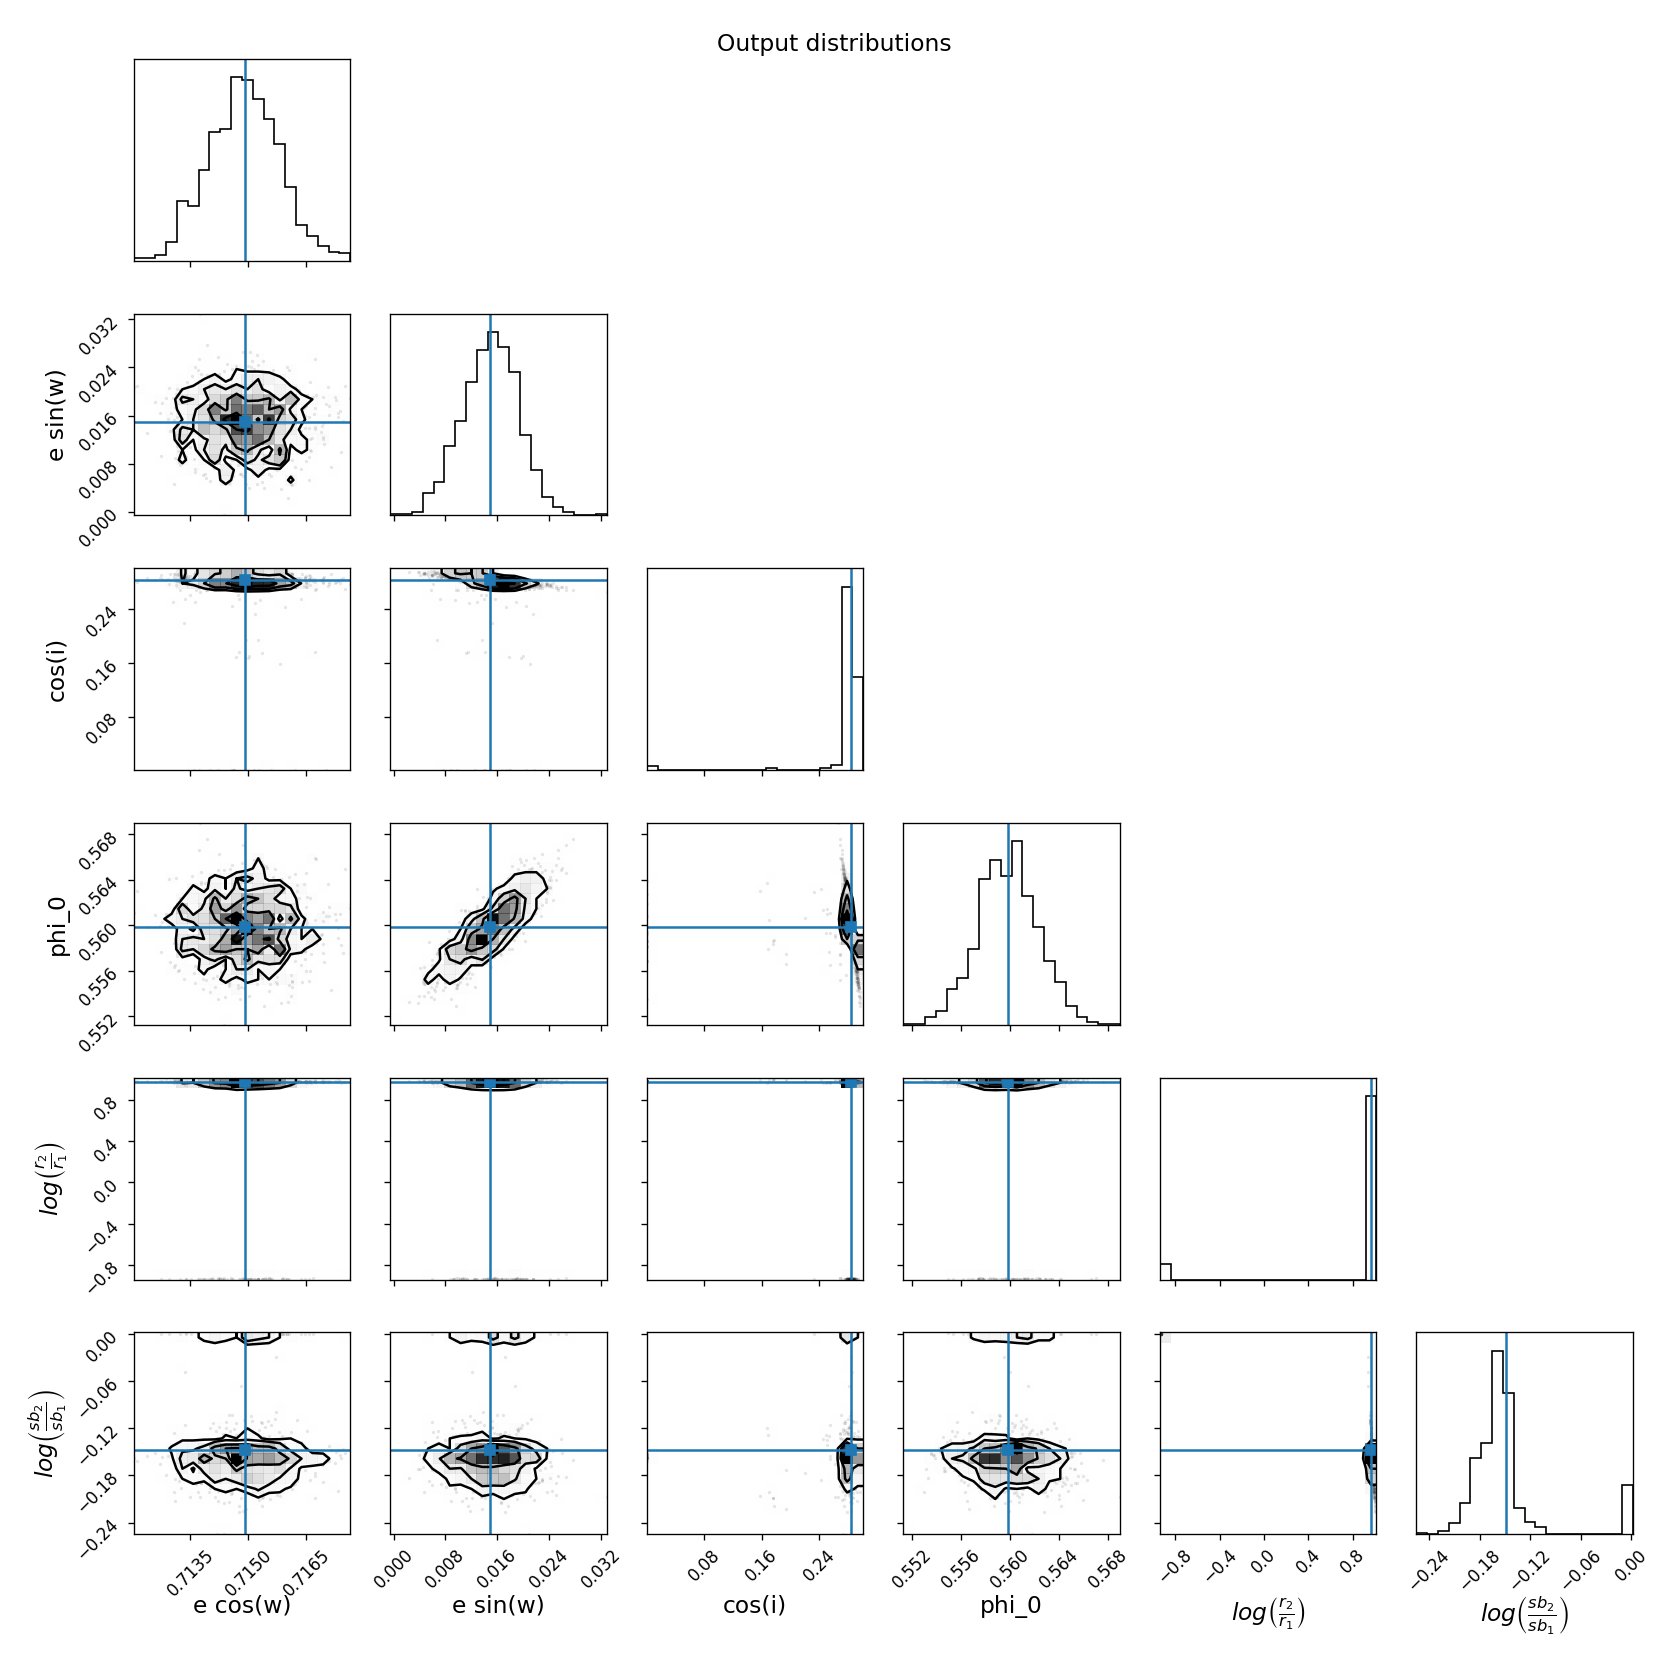 Output distributions
0.032
0.024
0.016
0.008
0.000
e sin(w)
0.24
0.16
0.08
cos(i)
0.568
0.564
0.560
0.556
0.552
phi_0
0.8
0.4
0.0
−0.4
−0.8
log(r₂/r₁)
0.00
−0.06
−0.12
−0.18
−0.24
log(sb₂/sb₁)
0.7135 0.7150 0.7165
0.000 0.008 0.016 0.024 0.032
0.08 0.16 0.24
0.552 0.556 0.560 0.564 0.568
−0.8 −0.4 0.0 0.4 0.8
−0.24 −0.18 −0.12 −0.06 0.00
e cos(w) e sin(w) cos(i) phi_0 log(r₂/r₁) log(sb₂/sb₁)